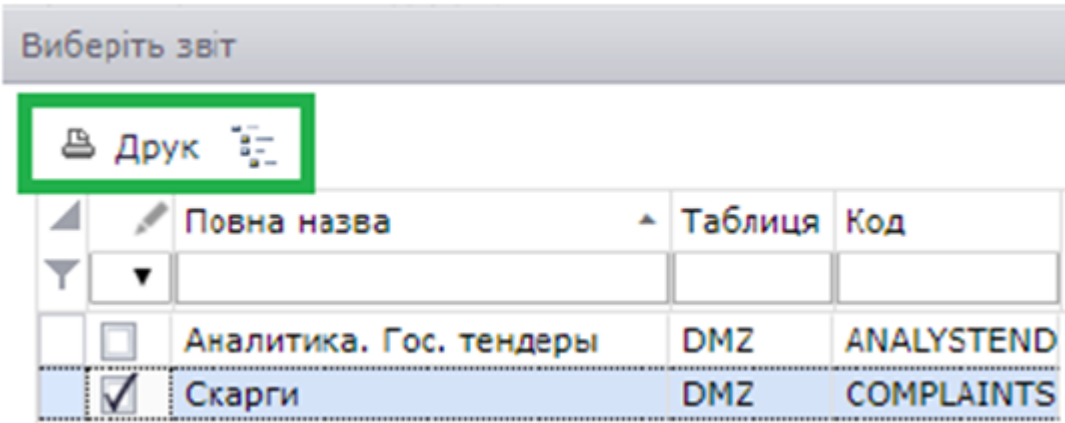 Виберіть звіт
Друк
Повна назва Таблиця Код
Аналитика. Гос. тендеры DMZ ANALYSTEND
Скарги DMZ COMPLAINTS